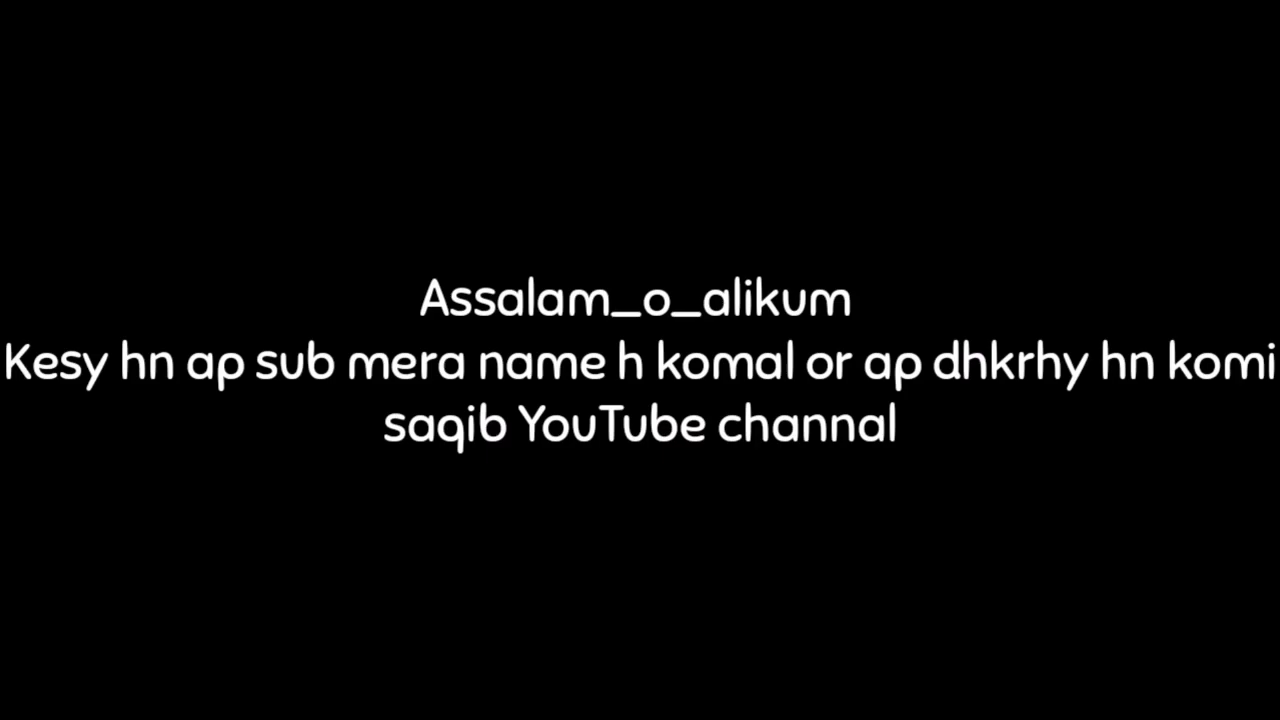 Assalam_o_alikum
Kesy hn ap sub mera name h komal or ap dhkrhy hn komi
saqib YouTube channal